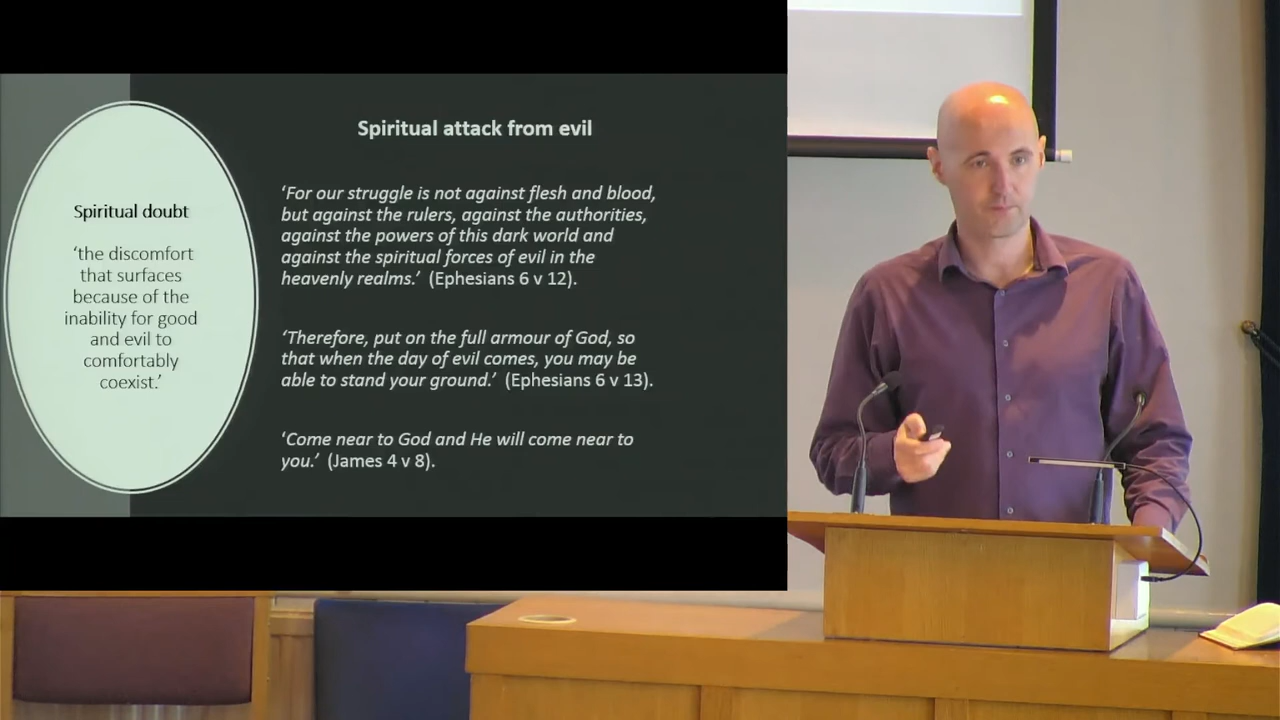 Spiritual attack from evil
Spiritual doubt
‘the discomfort
that surfaces
because of the
inability for good
and evil to
comfortably
coexist.’
‘For our struggle is not against flesh and blood,
but against the rulers, against the authorities,
against the powers of this dark world and
against the spiritual forces of evil in the
heavenly realms.’ (Ephesians 6 v 12).
‘Therefore, put on the full armour of God, so
that when the day of evil comes, you may be
able to stand your ground.’ (Ephesians 6 v 13).
‘Come near to God and He will come near to
you.’ (James 4 v 8).